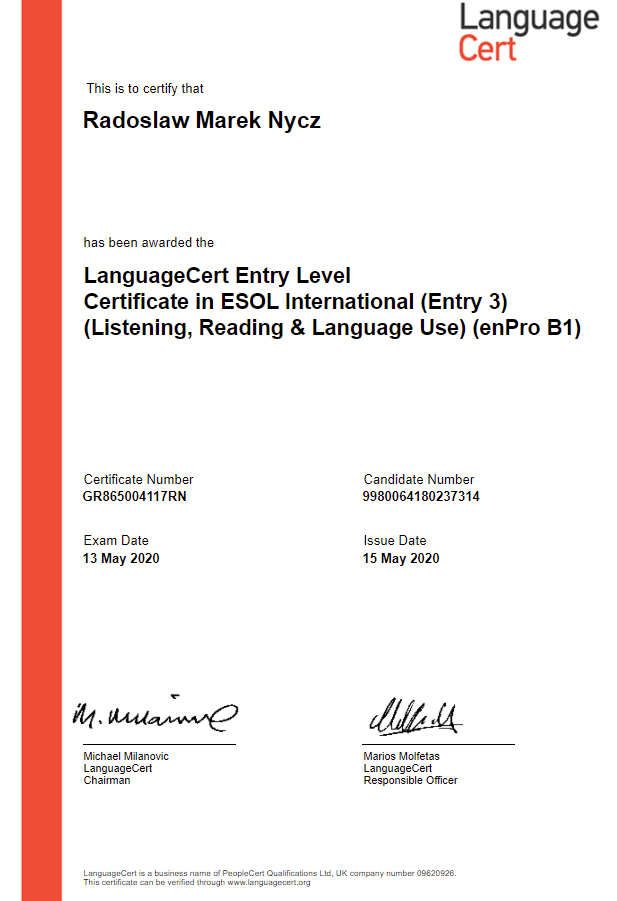 Language
Cert
This is to certify that
Radoslaw Marek Nycz
has been awarded the
LanguageCert Entry Level
Certificate in ESOL International (Entry 3)
(Listening, Reading & Language Use) (enPro B1)
Certificate Number
GR865004117RN
Candidate Number
9980064180237314
Exam Date
13 May 2020
Issue Date
15 May 2020
Michael Milanovic
LanguageCert
Chairman
Marios Molfetas
LanguageCert
Responsible Officer
LanguageCert is a business name of PeopleCert Qualifications Ltd, UK company number 09620926.
This certificate can be verified through www.languagecert.org